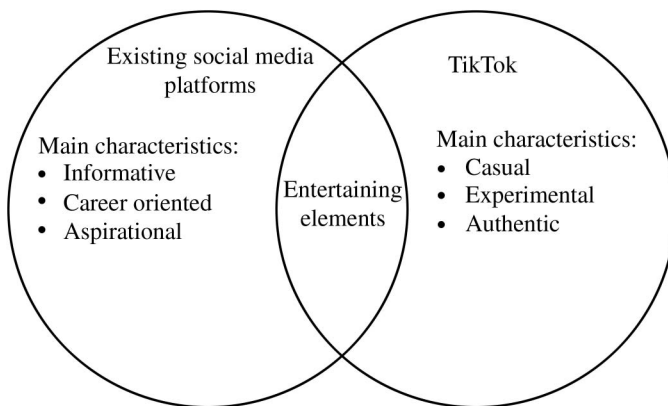 Existing social media
platforms
Main characteristics:
• Informative
• Career oriented
• Aspirational
Entertaining
elements
TikTok
Main characteristics:
• Casual
• Experimental
• Authentic